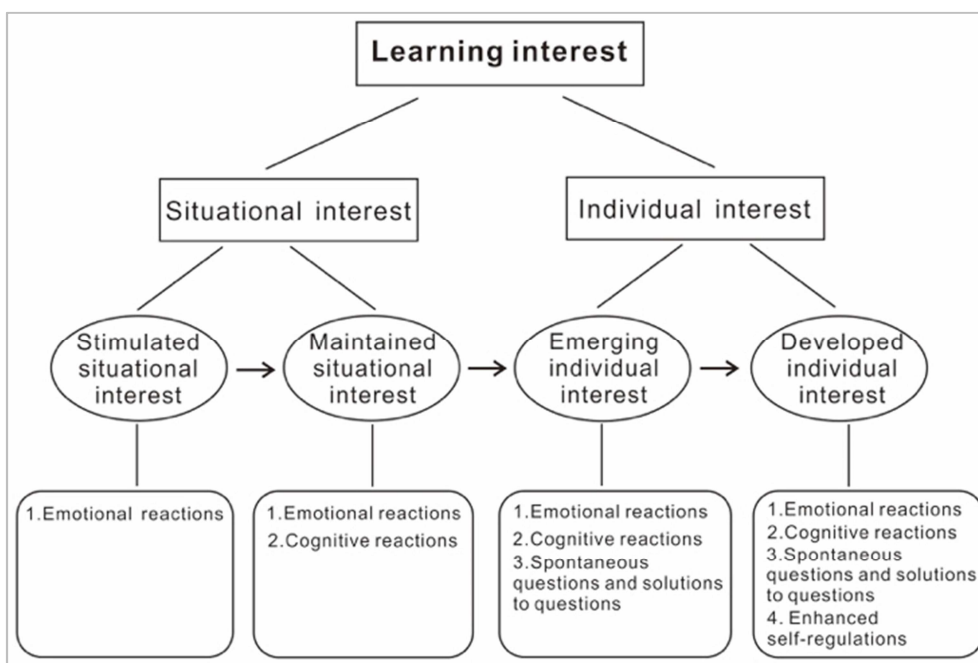 Learning interest
Situational interest
Individual interest
Stimulated
situational
interest
Maintained
situational
interest
Emerging
individual
interest
Developed
individual
interest
1.Emotional reactions
1.Emotional reactions
2.Cognitive reactions
1.Emotional reactions
2.Cognitive reactions
3.Spontaneous
questions and solutions
to questions
1.Emotional reactions
2.Cognitive reactions
3.Spontaneous
questions and solutions
to questions
4. Enhanced
self-regulations